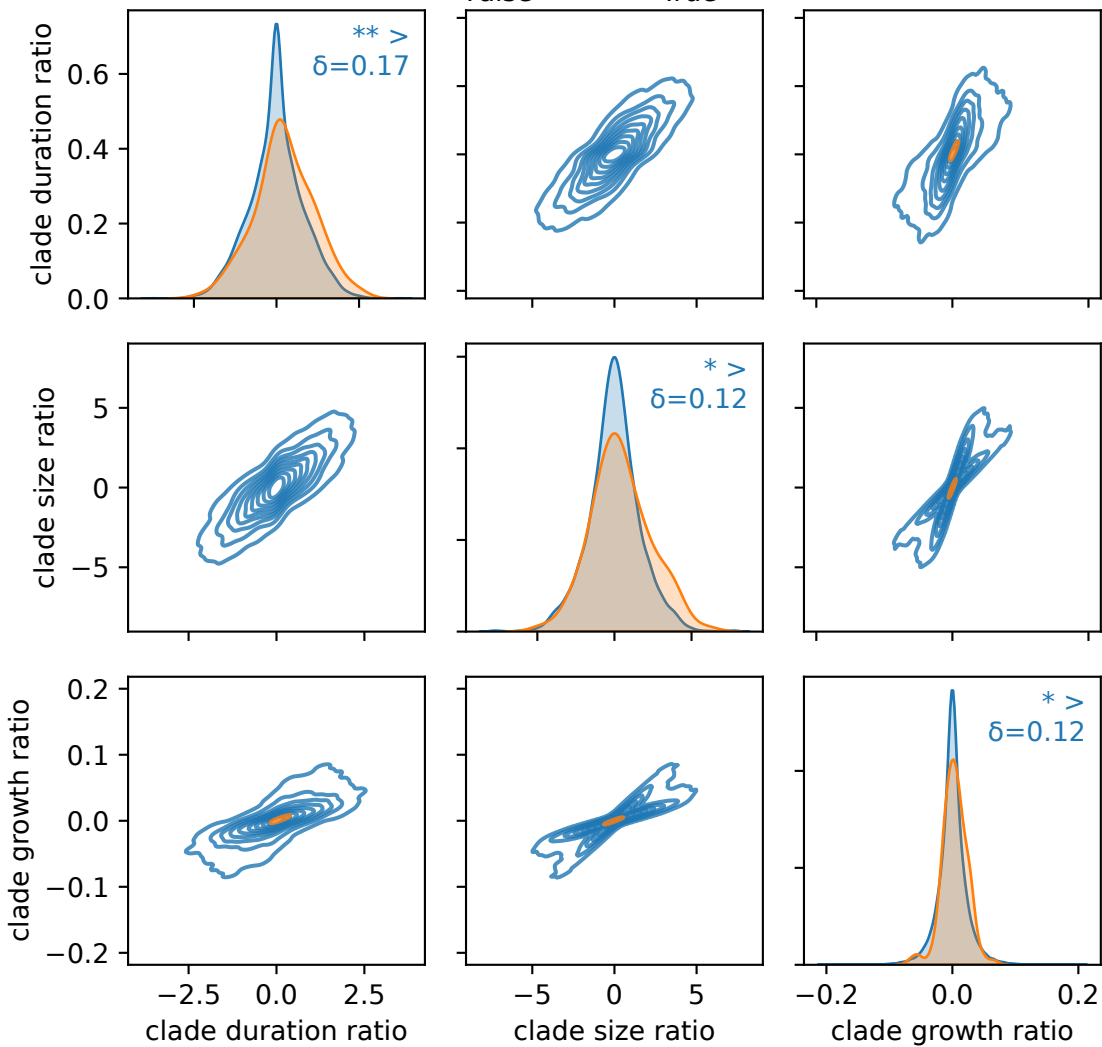 clade duration ratio
0.6
0.4
0.2
0.0
** >
δ=0.17
clade size ratio
5
0
−5
* >
δ=0.12
clade growth ratio
0.2
0.1
0.0
−0.1
−0.2
* >
δ=0.12
−2.5 0.0 2.5
clade duration ratio
−5 0 5
clade size ratio
−0.2 0.0 0.2
clade growth ratio